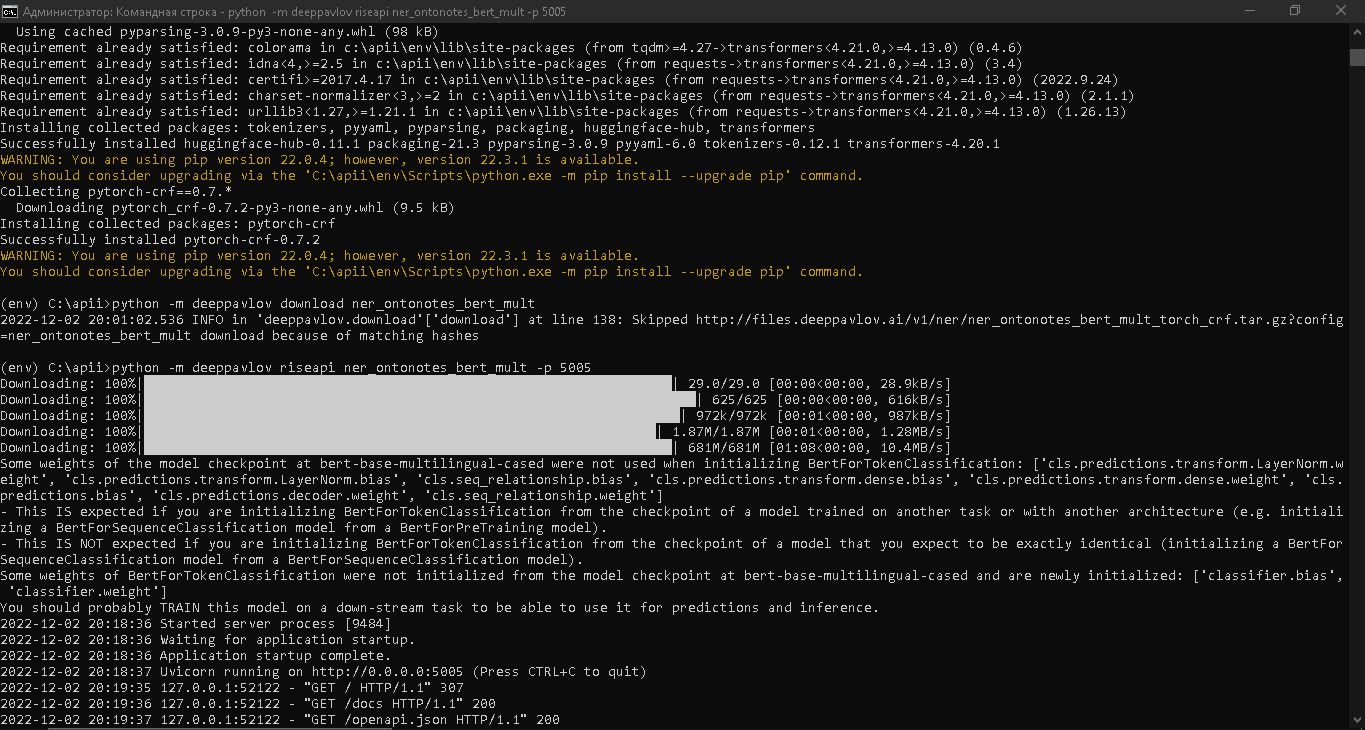 Администратор: Командная строка - python  -m deeppavlov riseapi ner_ontonotes_bert_mult -p 5005
  Using cached pyparsing-3.0.9-py3-none-any.whl (98 kB)
Requirement already satisfied: colorama in c:\apii\env\lib\site-packages (from tqdm>=4.27->transformers<4.21.0,>=4.13.0) (0.4.6)
Requirement already satisfied: idna<4,>=2.5 in c:\apii\env\lib\site-packages (from requests->transformers<4.21.0,>=4.13.0) (3.4)
Requirement already satisfied: certifi>=2017.4.17 in c:\apii\env\lib\site-packages (from requests->transformers<4.21.0,>=4.13.0) (2022.9.24)
Requirement already satisfied: charset-normalizer<3,>=2 in c:\apii\env\lib\site-packages (from requests->transformers<4.21.0,>=4.13.0) (2.1.1)
Requirement already satisfied: urllib3<1.27,>=1.21.1 in c:\apii\env\lib\site-packages (from requests->transformers<4.21.0,>=4.13.0) (1.26.13)
Installing collected packages: tokenizers, pyyaml, pyparsing, packaging, huggingface-hub, transformers
Successfully installed huggingface-hub-0.11.1 packaging-21.3 pyparsing-3.0.9 pyyaml-6.0 tokenizers-0.12.1 transformers-4.20.1
WARNING: You are using pip version 22.0.4; however, version 22.3.1 is available.
You should consider upgrading via the 'C:\apii\env\Scripts\python.exe -m pip install --upgrade pip' command.
Collecting pytorch-crf==0.7.*
  Downloading pytorch_crf-0.7.2-py3-none-any.whl (9.5 kB)
Installing collected packages: pytorch-crf
Successfully installed pytorch-crf-0.7.2
WARNING: You are using pip version 22.0.4; however, version 22.3.1 is available.
You should consider upgrading via the 'C:\apii\env\Scripts\python.exe -m pip install --upgrade pip' command.
(env) C:\apii>python -m deeppavlov download ner_ontonotes_bert_mult
2022-12-02 20:01:02.536 INFO in 'deeppavlov.download'['download'] at line 138: Skipped http://files.deeppavlov.ai/v1/ner/ner_ontonotes_bert_mult_torch_crf.tar.gz?config
=ner_ontonotes_bert_mult download because of matching hashes
(env) C:\apii>python -m deeppavlov riseapi ner_ontonotes_bert_mult -p 5005
Downloading: 100%| | 29.0/29.0 [00:00<00:00, 28.9kB/s]
Downloading: 100%| | 625/625 [00:00<00:00, 616kB/s]
Downloading: 100%| | 972k/972k [00:01<00:00, 987kB/s]
Downloading: 100%| | 1.87M/1.87M [00:01<00:00, 1.28MB/s]
Downloading: 100%| | 681M/681M [01:08<00:00, 10.4MB/s]
Some weights of the model checkpoint at bert-base-multilingual-cased were not used when initializing BertForTokenClassification: ['cls.predictions.transform.LayerNorm.w
eight', 'cls.predictions.transform.LayerNorm.bias', 'cls.seq_relationship.bias', 'cls.predictions.transform.dense.bias', 'cls.predictions.transform.dense.weight', 'cls.
predictions.bias', 'cls.predictions.decoder.weight', 'cls.seq_relationship.weight']
- This IS expected if you are initializing BertForTokenClassification from the checkpoint of a model trained on another task or with another architecture (e.g. initiali
zing a BertForSequenceClassification model from a BertForPreTraining model).
- This IS NOT expected if you are initializing BertForTokenClassification from the checkpoint of a model that you expect to be exactly identical (initializing a BertFor
SequenceClassification model from a BertForSequenceClassification model).
Some weights of BertForTokenClassification were not initialized from the model checkpoint at bert-base-multilingual-cased and are newly initialized: ['classifier.bias',
 'classifier.weight']
You should probably TRAIN this model on a down-stream task to be able to use it for predictions and inference.
2022-12-02 20:18:36 Started server process [9484]
2022-12-02 20:18:36 Waiting for application startup.
2022-12-02 20:18:36 Application startup complete.
2022-12-02 20:18:37 Uvicorn running on http://0.0.0.0:5005 (Press CTRL+C to quit)
2022-12-02 20:19:35 127.0.0.1:52122 - "GET / HTTP/1.1" 307
2022-12-02 20:19:36 127.0.0.1:52122 - "GET /docs HTTP/1.1" 200
2022-12-02 20:19:37 127.0.0.1:52122 - "GET /openapi.json HTTP/1.1" 200